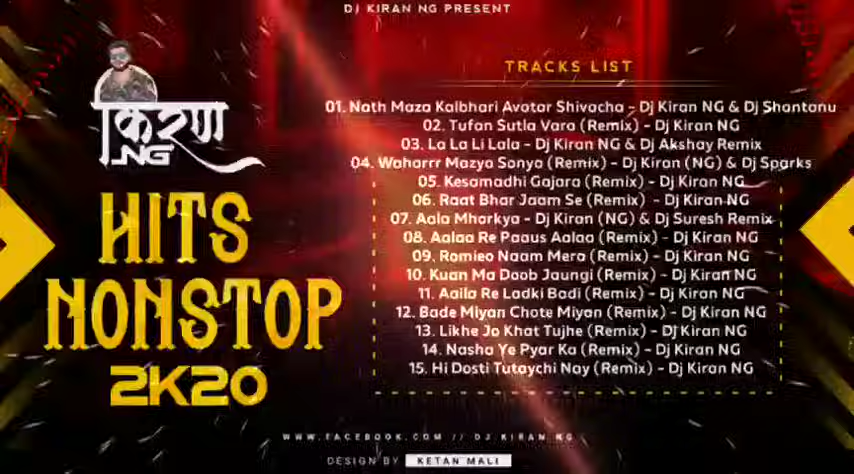 DJ KIRAN NG PRESENT
किरण
NG
HITS
NONSTOP
2K20
TRACKS LIST
01. Nath Maza Kalbhari Avatar Shivacha - Dj Kiran NG & Dj Shantanu
02. Tufan Sutla Vara (Remix) - Dj Kiran NG
03. La La Li Lala - Dj Kiran NG & Dj Akshay Remix
04. Waharrr Mazya Sonya (Remix) - Dj Kiran (NG) & Dj Sparks
05. Kesamadhi Gajara (Remix) - Dj Kiran NG
06. Raat Bhar Jaam Se (Remix) - Dj Kiran NG
07. Aala Mharkya - Dj Kiran (NG) & Dj Suresh Remix
08. Aalaa Re Paaus Aalaa (Remix) - Dj Kiran NG
09. Romieo Naam Mera (Remix) - Dj Kiran NG
10. Kuan Ma Doob Jaungi (Remix) - Dj Kiran NG
11. Aaila Re Ladki Badi (Remix) - Dj Kiran NG
12. Bade Miyan Chote Miyan (Remix) - Dj Kiran NG
13. Likhe Jo Khat Tujhe (Remix) - Dj Kiran NG
14. Nasha Ye Pyar Ka (Remix) - Dj Kiran NG
15. Hi Dosti Tutaychi Nay (Remix) - Dj Kiran NG
WWW.FACEBOOK.COM // DJ.KIRAN.NG
DESIGN BY KETAN MALI